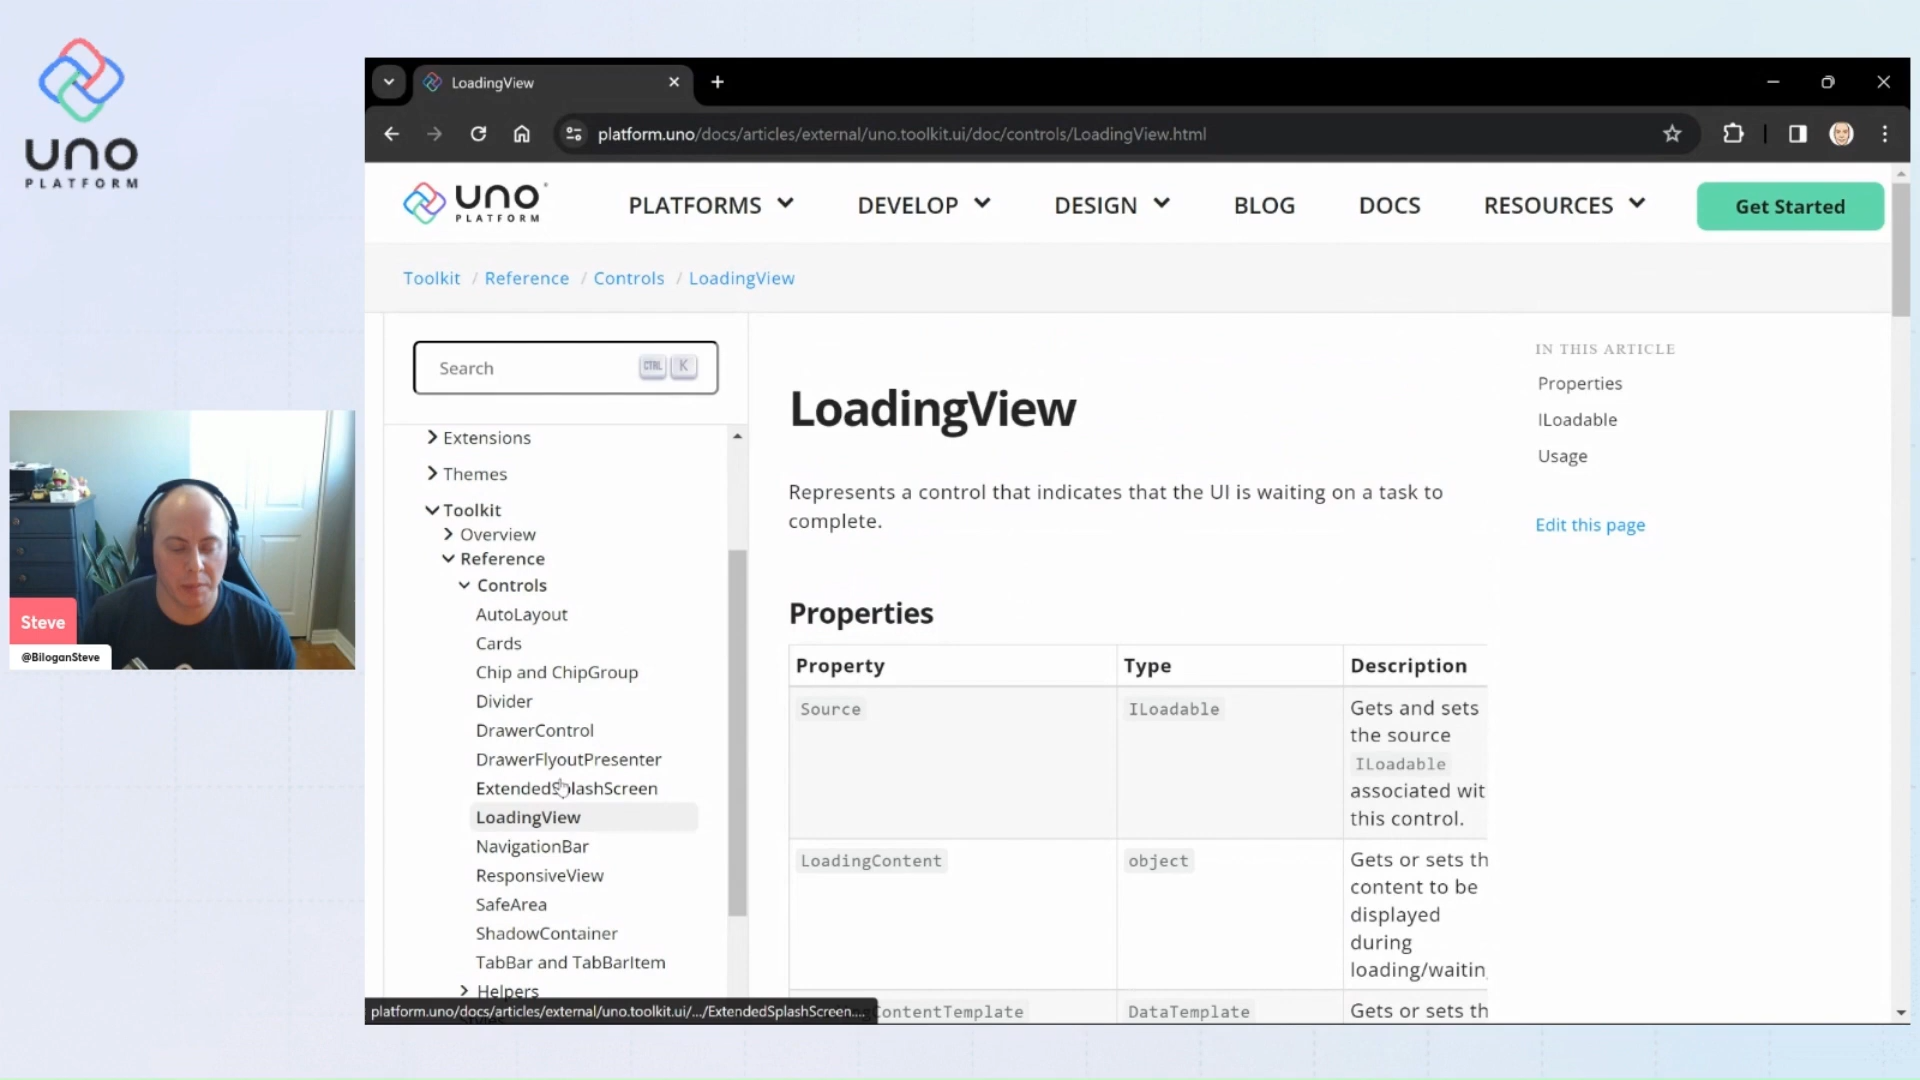 uno
PLATFORM
LoadingView
platform.uno/docs/articles/external/uno.toolkit.ui/doc/controls/LoadingView.html
uno
PLATFORM
PLATFORMS
DEVELOP
DESIGN
BLOG
DOCS
RESOURCES
Get Started
Toolkit / Reference / Controls / LoadingView
Search
CTRL K
Extensions
Themes
Toolkit
Overview
Reference
Controls
AutoLayout
Cards
Chip and ChipGroup
Divider
DrawerControl
DrawerFlyoutPresenter
ExtendedSplashScreen
LoadingView
NavigationBar
ResponsiveView
SafeArea
ShadowContainer
TabBar and TabBarItem
Helpers
platform.uno/docs/articles/external/uno.toolkit.ui/.../ExtendedSplashScreen....
LoadingView
Represents a control that indicates that the UI is waiting on a task to
complete.
Properties
Property Type Description
Source ILoadable Gets and sets
the source
ILoadable
associated wit
this control.
LoadingContent object Gets or sets th
content to be
displayed
during
loading/waitin
ContentTemplate DataTemplate Gets or sets th
IN THIS ARTICLE
Properties
ILoadable
Usage
Edit this page
Steve
@BiloganSteve